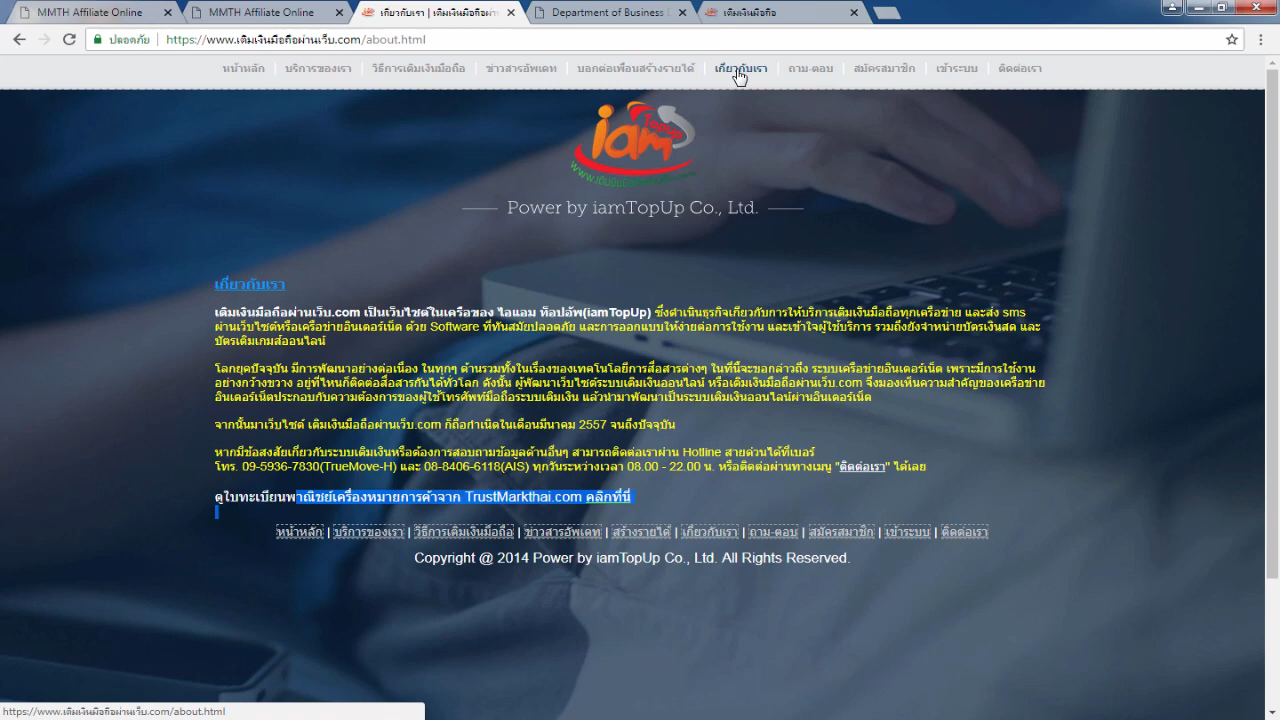 MMTH Affiliate Online
MMTH Affiliate Online
เกี่ยวกับเรา | เติมเงินมือถือผ่า
Department of Business
เติมเงินมือถือ
ปลอดภัย
https://www.เติมเงินมือถือผ่านเว็บ.com/about.html
หน้าหลัก
บริการของเรา
วิธีการเติมเงินมือถือ
ข่าวสารอัพเดท
บอกต่อเพื่อนสร้างรายได้
เกี่ยวกับเรา
ถาม-ตอบ
สมัครสมาชิก
เข้าระบบ
ติดต่อเรา
iam TopUp
Power by iamTopUp Co., Ltd.
เกี่ยวกับเรา
เติมเงินมือถือผ่านเว็บ.com เป็นเว็บไซต์ในเครือของ ไอแอม ท็อปอัพ(iamTopUp) ซึ่งดำเนินธุรกิจเกี่ยวกับการให้บริการเติมเงินมือถือทุกเครือข่าย และส่ง sms
ผ่านเว็บไซต์หรือเครือข่ายอินเตอร์เน็ต ด้วย Software ที่ทันสมัยปลอดภัย และการออกแบบให้ง่ายต่อการใช้งาน และเข้าใจผู้ใช้บริการ รวมถึงยังจำหน่ายบัตรเงินสด และ
บัตรเติมเกมส์ออนไลน์
โลกยุคปัจจุบัน มีการพัฒนาอย่างต่อเนื่อง ในทุกๆ ด้านรวมทั้งในเรื่องของเทคโนโลยีการสื่อสารต่างๆ ในที่นี้จะขอกล่าวถึง ระบบเครือข่ายอินเตอร์เน็ต เพราะมีการใช้งาน
อย่างกว้างขวาง อยู่ที่ไหนก็ติดต่อสื่อสารกันได้ทั่วโลก ดังนั้น ผู้พัฒนาเว็บไซต์ระบบเติมเงินออนไลน์ หรือเติมเงินมือถือผ่านเว็บ.com จึงมองเห็นความสำคัญของเครือข่าย
อินเตอร์เน็ตประกอบกับความต้องการของผู้ใช้โทรศัพท์มือถือระบบเติมเงิน แล้วนำมาพัฒนาเป็นระบบเติมเงินออนไลน์ผ่านอินเตอร์เน็ต
จากนั้นมาเว็บไซต์ เติมเงินมือถือผ่านเว็บ.com ก็ถือกำเนิดในเดือนมีนาคม 2557 จนถึงปัจจุบัน
หากมีข้อสงสัยเกี่ยวกับระบบเติมเงินหรือต้องการสอบถามข้อมูลด้านอื่นๆ สามารถติดต่อเราผ่าน Hotline สายด่วนได้ที่เบอร์
โทร. 09-5936-7830(TrueMove-H) และ 08-8406-6118(AIS) ทุกวันระหว่างเวลา 08.00 - 22.00 น. หรือติดต่อผ่านทางเมนู "ติดต่อเรา" ได้เลย
ดูใบทะเบียนพาณิชย์เครื่องหมายการค้าจาก TrustMarkthai.com คลิกที่นี่
หน้าหลัก | บริการของเรา | วิธีการเติมเงินมือถือ | ข่าวสารอัพเดท | สร้างรายได้ | เกี่ยวกับเรา | ถาม-ตอบ | สมัครสมาชิก | เข้าระบบ | ติดต่อเรา
Copyright @ 2014 Power by iamTopUp Co., Ltd. All Rights Reserved.
https://www.เติมเงินมือถือผ่านเว็บ.com/about.html